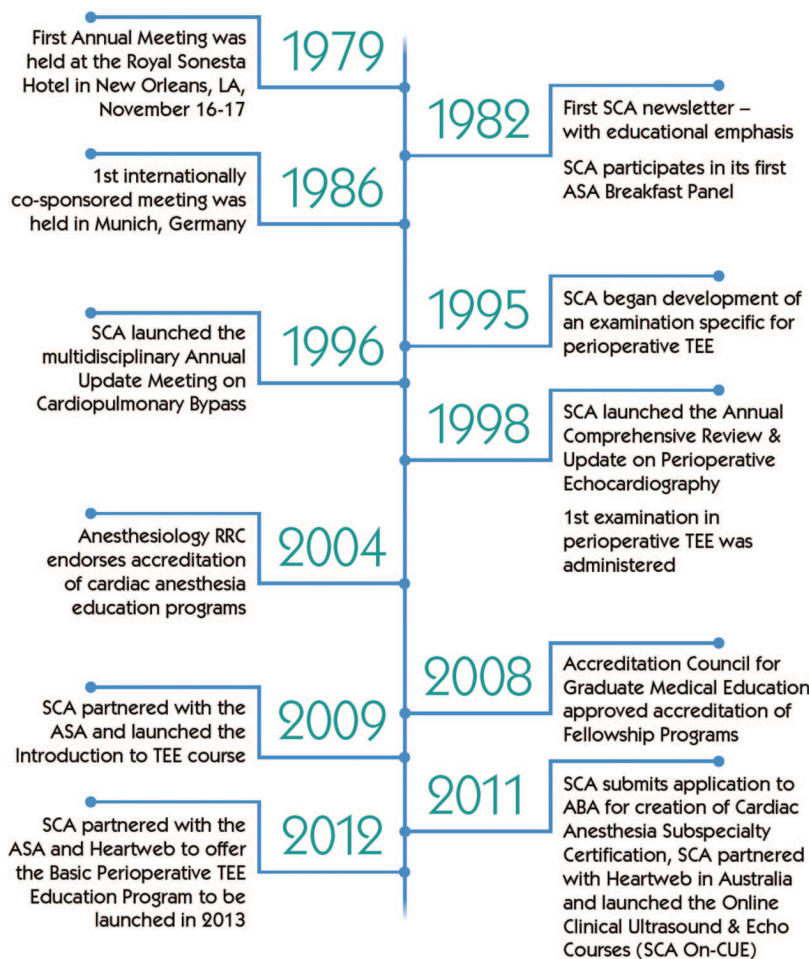 1979
First Annual Meeting was
held at the Royal Sonesta
Hotel in New Orleans, LA,
November 16-17
1982
First SCA newsletter –
with educational emphasis
SCA participates in its first
ASA Breakfast Panel
1986
1st internationally
co-sponsored meeting was
held in Munich, Germany
1995
SCA began development of
an examination specific for
perioperative TEE
1996
SCA launched the
multidisciplinary Annual
Update Meeting on
Cardiopulmonary Bypass
1998
SCA launched the Annual
Comprehensive Review &
Update on Perioperative
Echocardiography
1st examination in
perioperative TEE was
administered
2004
Anesthesiology RRC
endorses accreditation
of cardiac anesthesia
education programs
2008
Accreditation Council for
Graduate Medical Education
approved accreditation of
Fellowship Programs
2009
SCA partnered with the
ASA and launched the
Introduction to TEE course
2011
SCA submits application to
ABA for creation of Cardiac
Anesthesia Subspecialty
Certification, SCA partnered
with Heartweb in Australia
and launched the Online
Clinical Ultrasound & Echo
Courses (SCA On-CUE)
2012
SCA partnered with the
ASA and Heartweb to offer
the Basic Perioperative TEE
Education Program to be
launched in 2013